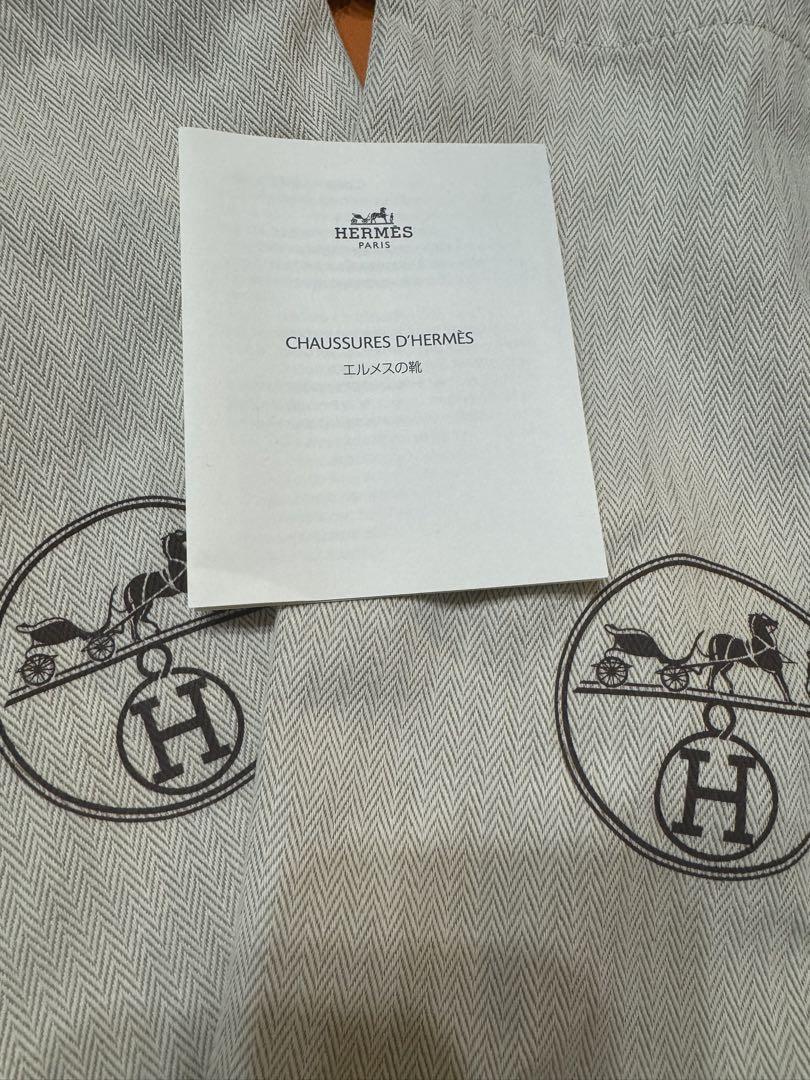 HERMÈS
PARIS
CHAUSSURES D'HERMÈS
エルメスの靴
H
H